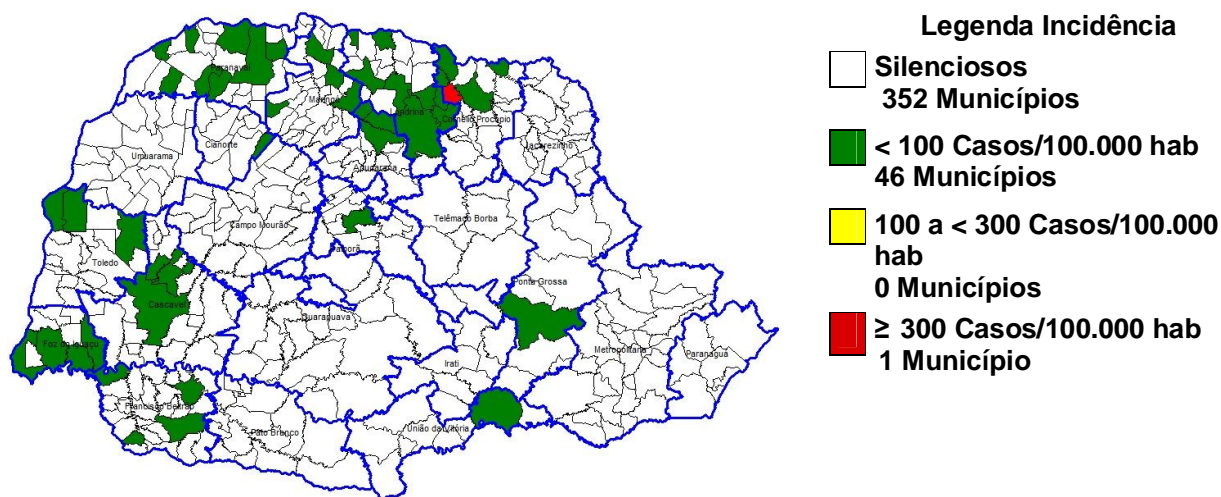 Legenda Incidência
Silenciosos
352 Municípios
< 100 Casos/100.000 hab
46 Municípios
100 a < 300 Casos/100.000
hab
0 Municípios
≥ 300 Casos/100.000 hab
1 Município
Paranavaí
Maringá
Londrina
Cornélio Procópio
Jacarezinho
Umuarama
Cianorte
Apucarana
Campo Mourão
Telêmaco Borba
Ivaiporã
Toledo
Ponta Grossa
Cascavel
Guarapuava
Foz do Iguaçu
Metropolitana
Paranaguá
Irati
Francisco Beltrão
Pato Branco
União da Vitória